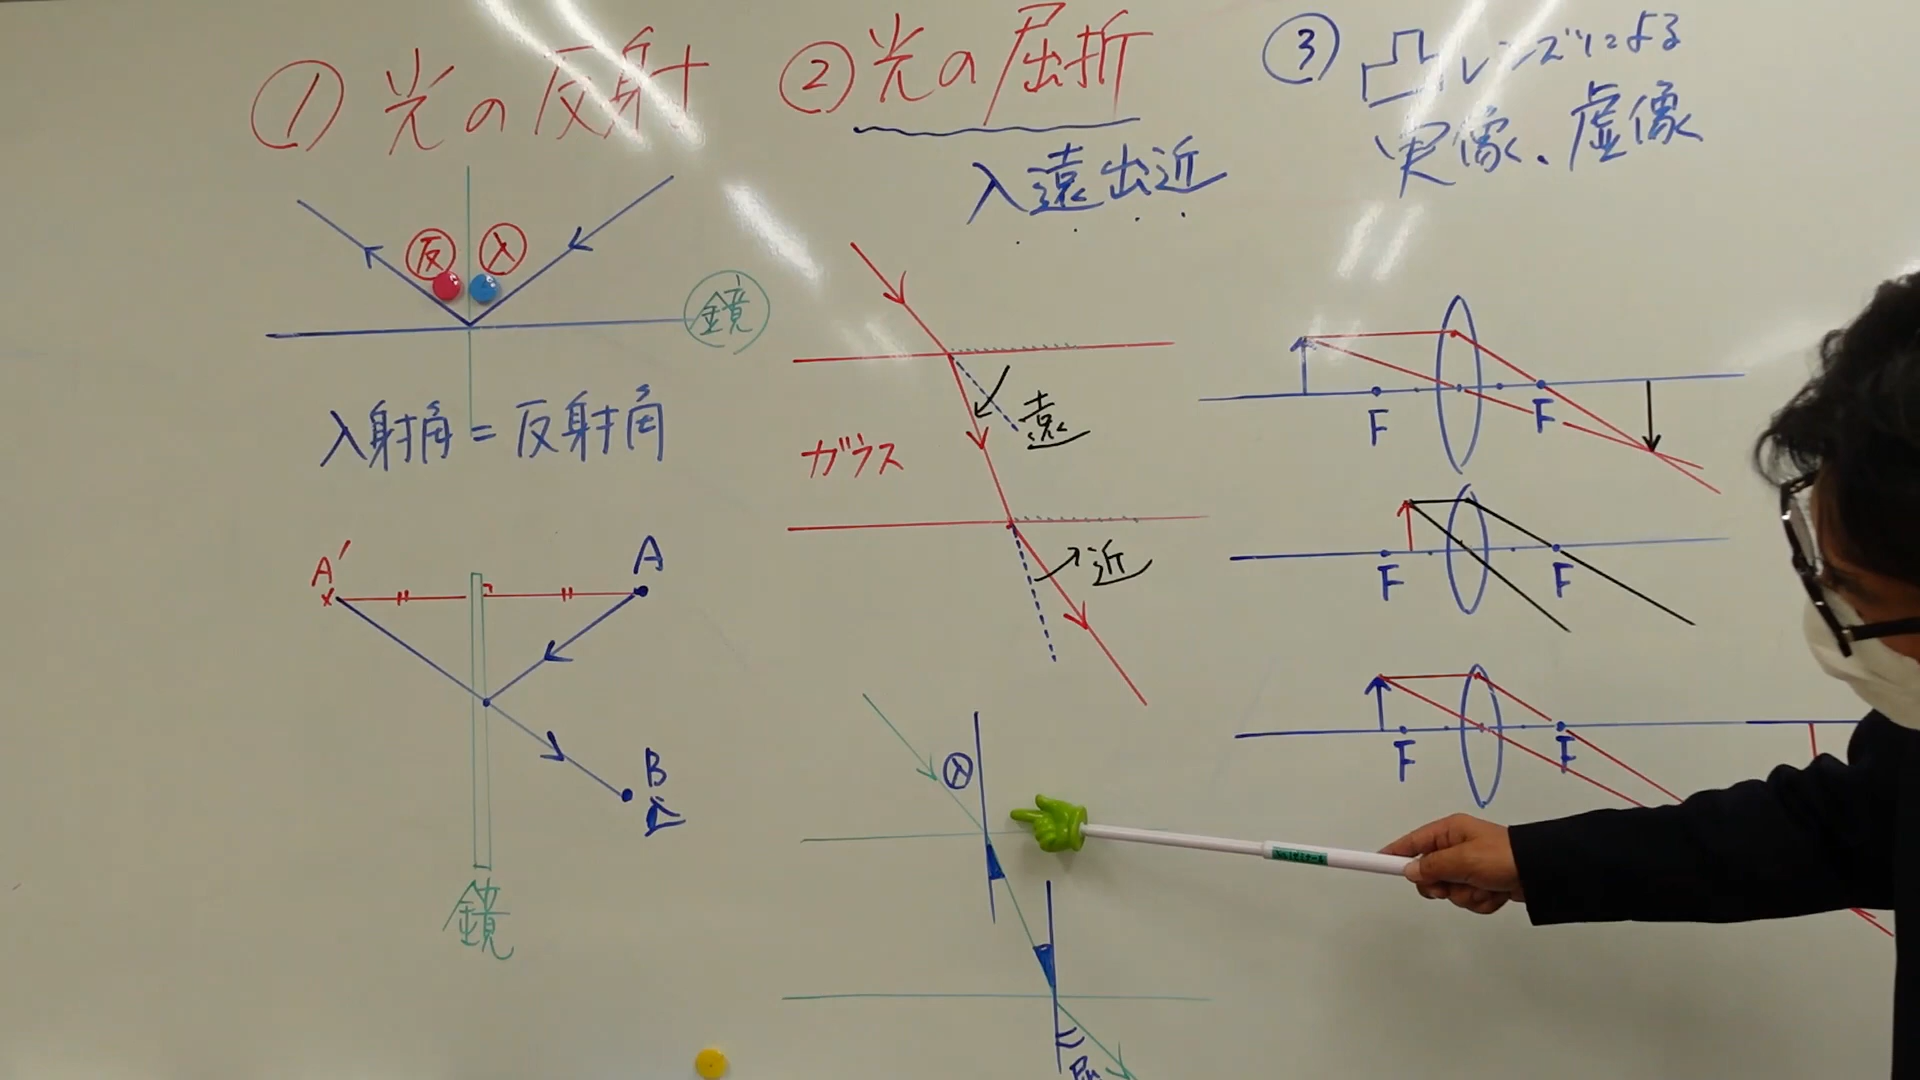 ① 光の反射
反 入
鏡
入射角 = 反射角
A' A
B
鏡
② 光の屈折
入遠出近
遠
ガラス
近
入
③ 凸レンズによる
実像、虚像
F F
F F
F F